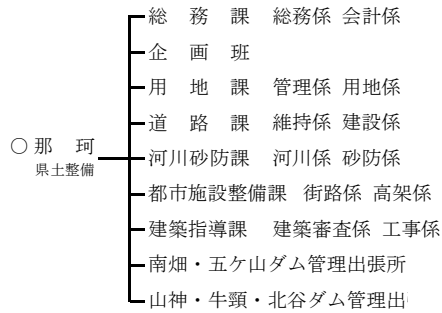 総務課 総務係 会計係
企画班
用地課 管理係 用地係
道路課 維持係 建設係
○那珂
県土整備
河川砂防課 河川係 砂防係
都市施設整備課 街路係 高架係
建築指導課 建築審査係 工事係
南畑・五ケ山ダム管理出張所
山神・牛頸・北谷ダム管理出